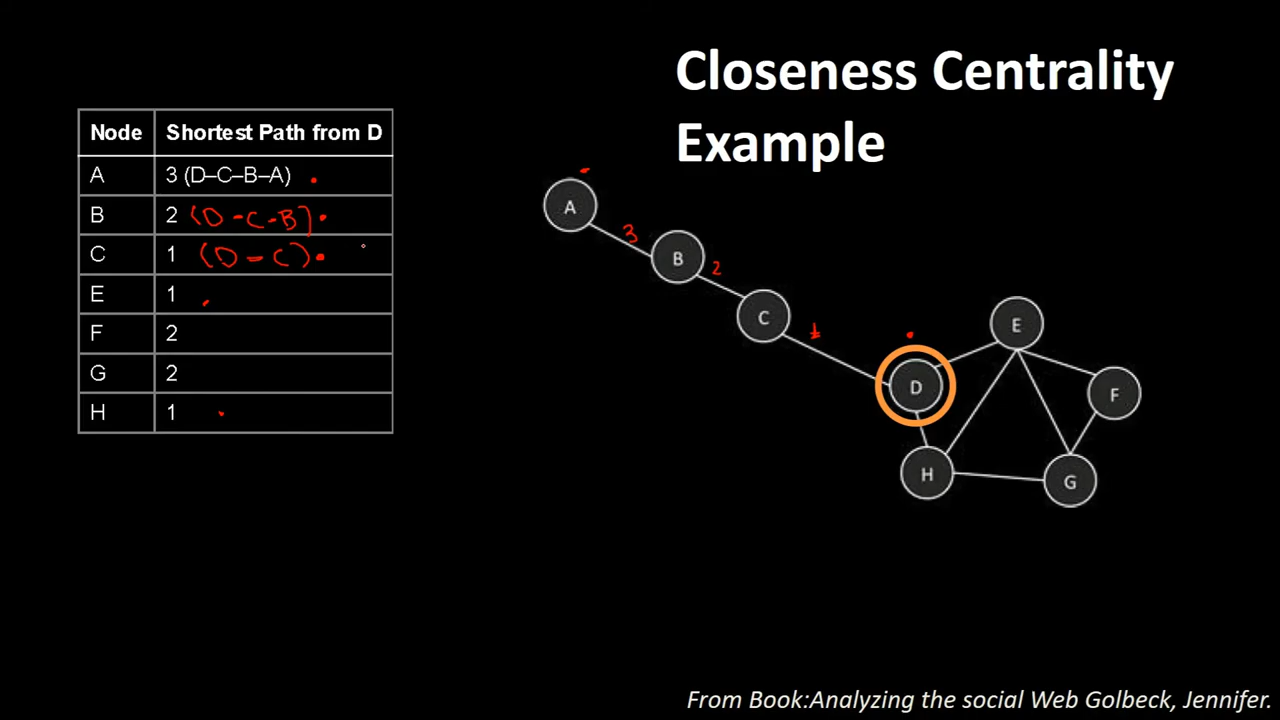 Closeness Centrality
Example
Node Shortest Path from D
A 3 (D–C–B–A)
B 2 (D-C-B)
C 1 (D-C)
E 1
F 2
G 2
H 1
A
3
B
2
C
1
D
E
F
H
G
From Book:Analyzing the social Web Golbeck, Jennifer.